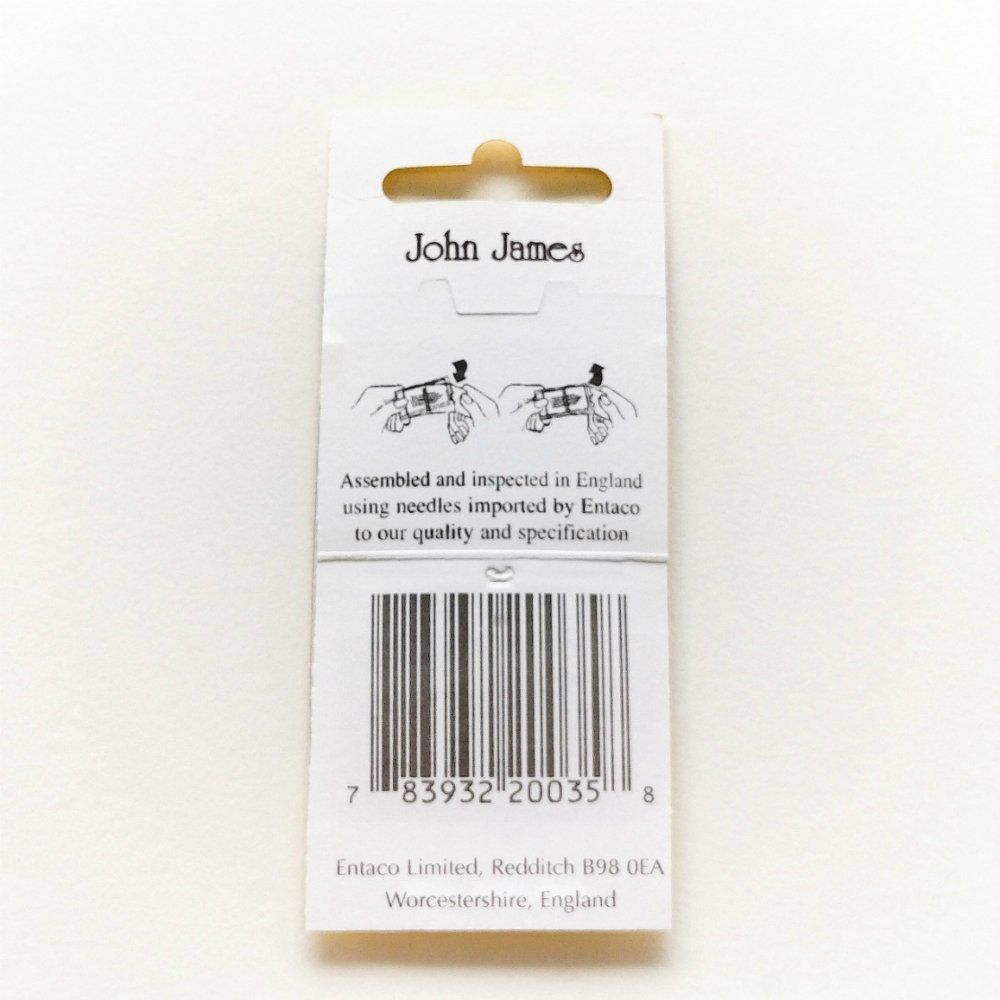 John James
Assembled and inspected in England
using needles imported by Entaco
to our quality and specification
7 83932 20035 8
Entaco Limited, Redditch B98 0EA
Worcestershire, England